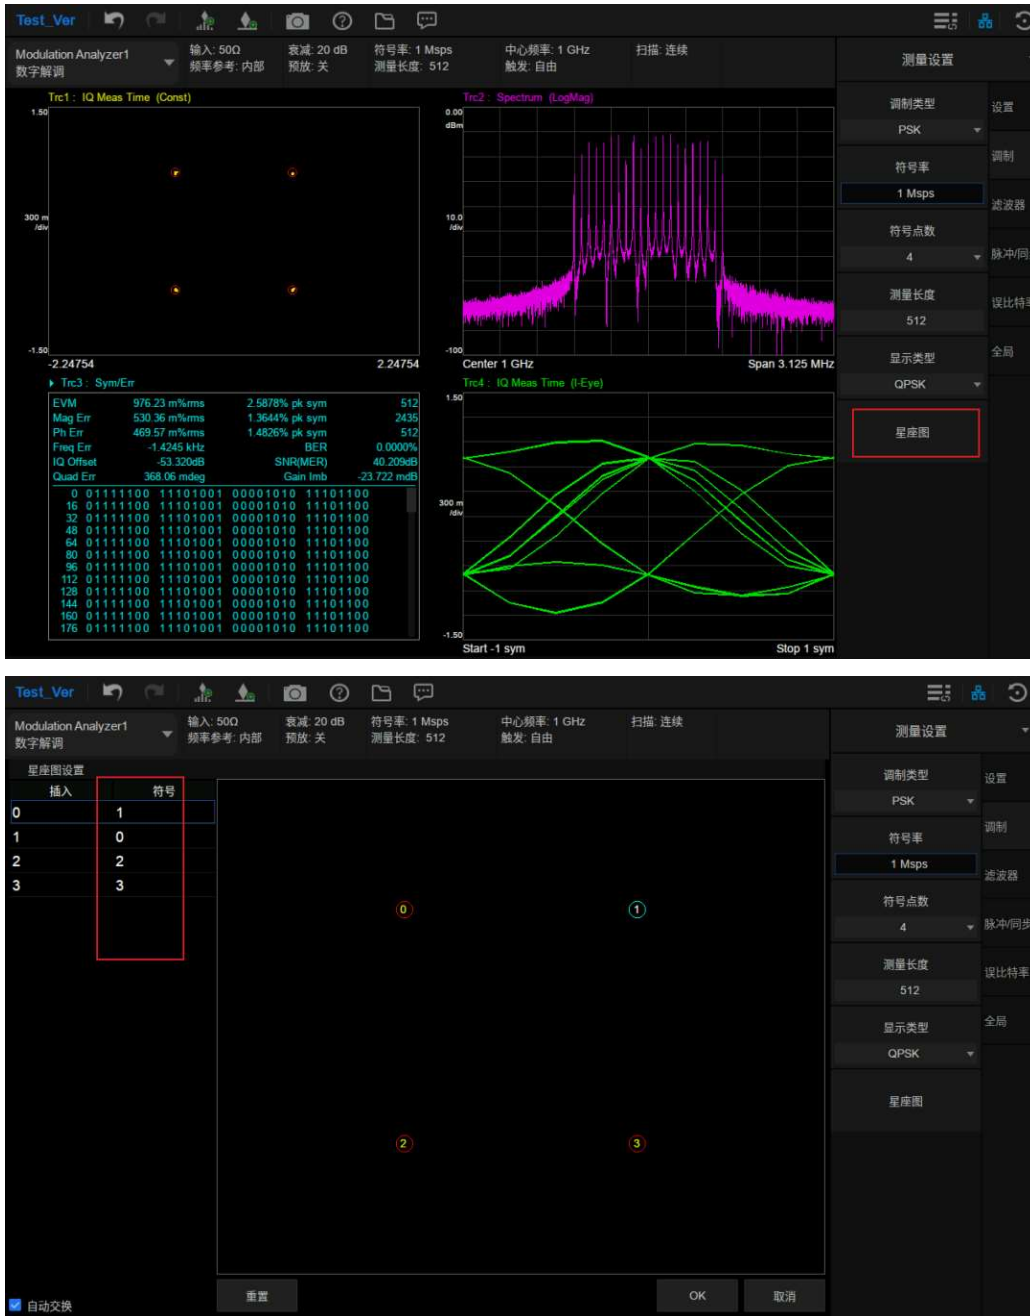 Test_Ver
Modulation Analyzer1
数字解调
输入: 50Ω
频率参考: 内部
衰减: 20 dB
预放: 关
符号率: 1 Msps
测量长度: 512
中心频率: 1 GHz
触发: 自由
扫描: 连续
Trc1 : IQ Meas Time (Const)
1.50
300 m
/div
-1.50
-2.24754
2.24754
Trc2 : Spectrum (LogMag)
0.00
dBm
10.0
/div
-100
Center 1 GHz
Span 3.125 MHz
Trc3 : Sym/Err
EVM 976.23 m%rms 2.5878% pk sym 512
Mag Err 530.36 m%rms 1.3644% pk sym 2435
Ph Err 469.57 m%rms 1.4826% pk sym 512
Freq Err -1.4245 kHz BER 0.0000%
IQ Offset -53.320dB SNR(MER) 40.209dB
Quad Err 368.06 mdeg Gain Imb -23.722 mdB
0 01111100 11101001 00001010 11101100
16 01111100 11101001 00001010 11101100
32 01111100 11101001 00001010 11101100
48 01111100 11101001 00001010 11101100
64 01111100 11101001 00001010 11101100
80 01111100 11101001 00001010 11101100
96 01111100 11101001 00001010 11101100
112 01111100 11101001 00001010 11101100
128 01111100 11101001 00001010 11101100
144 01111100 11101001 00001010 11101100
160 01111100 11101001 00001010 11101100
176 01111100 11101001 00001010 11101100
Trc4 : IQ Meas Time (I-Eye)
1.50
300 m
/div
-1.50
Start -1 sym
Stop 1 sym
测量设置
调制类型
PSK
符号率
1 Msps
符号点数
4
测量长度
512
显示类型
QPSK
星座图
设置
调制
滤波器
脉冲/同
误比特
全局
Test_Ver
Modulation Analyzer1
数字解调
输入: 50Ω
频率参考: 内部
衰减: 20 dB
预放: 关
符号率: 1 Msps
测量长度: 512
中心频率: 1 GHz
触发: 自由
扫描: 连续
星座图设置
插入 符号
0 1
1 0
2 2
3 3
0 1
2 3
自动交换
重置
OK
取消
测量设置
调制类型
PSK
符号率
1 Msps
符号点数
4
测量长度
512
显示类型
QPSK
星座图
设置
调制
滤波器
脉冲/同步
误比特率
全局